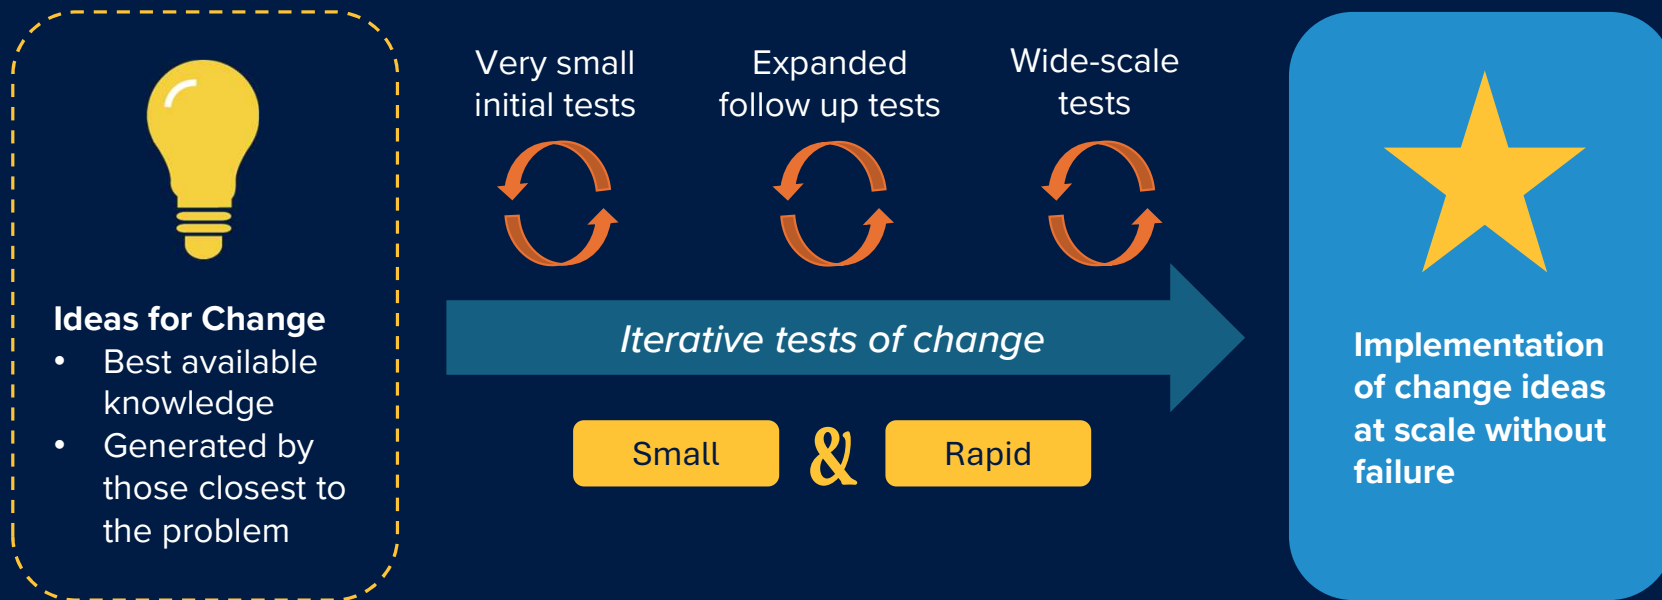 Ideas for Change
• Best available
knowledge
• Generated by
those closest to
the problem
Very small
initial tests
Expanded
follow up tests
Wide-scale
tests
Iterative tests of change
Small
&
Rapid
Implementation
of change ideas
at scale without
failure